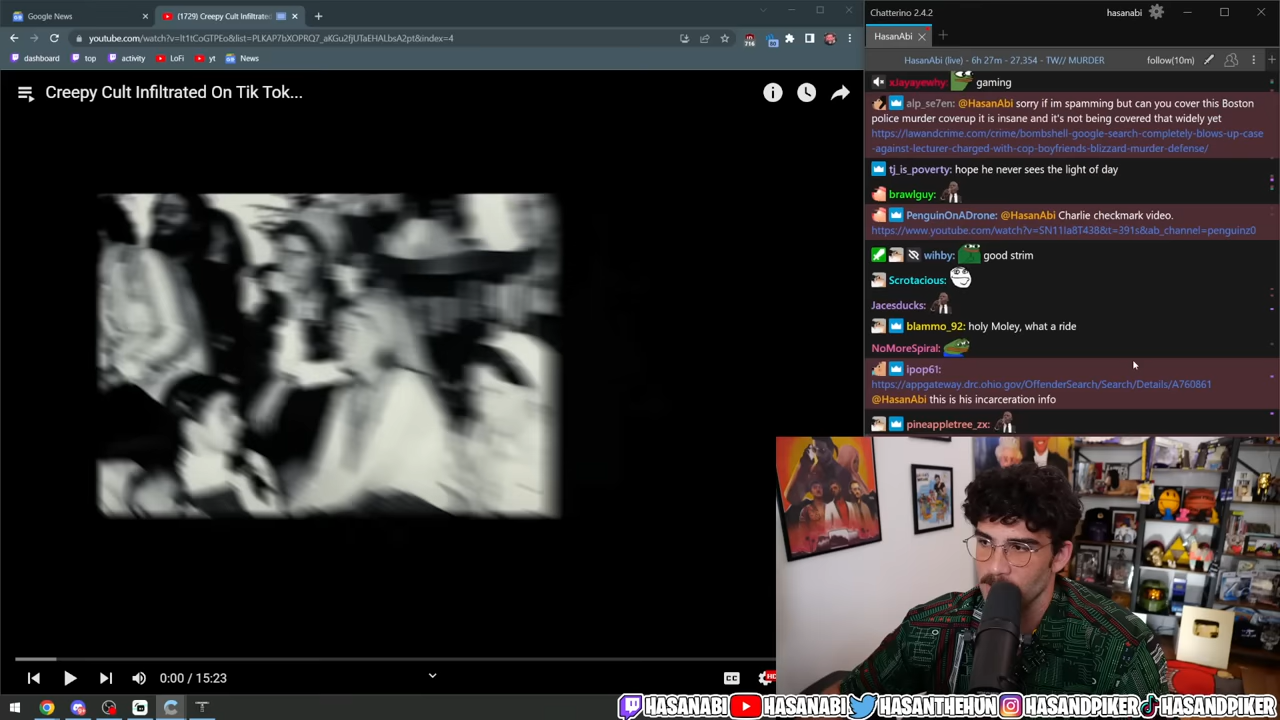 Google News
(1729) Creepy Cult Infiltrated
youtube.com/watch?v=It1tCoGTPEo&list=PLKAP7bXOPRQ7_aKGu2fjUTaEHALbsA2pt&index=4
dashboard
top
activity
LoFi
yt
News
Creepy Cult Infiltrated On Tik Tok...
0:00 / 15:23
CC
HD
Chatterino 2.4.2
hasanabi
HasanAbi
HasanAbi (live) - 6h 27m - 27,354 - TW// MURDER
follow(10m)
xJayayewhy: gaming
alp_se7en: @HasanAbi sorry if im spamming but can you cover this Boston
police murder coverup it is insane and it's not being covered that widely yet
https://lawandcrime.com/crime/bombshell-google-search-completely-blows-up-case
-against-lecturer-charged-with-cop-boyfriends-blizzard-murder-defense/
tj_is_poverty: hope he never sees the light of day
brawlguy:
PenguinOnADrone: @HasanAbi Charlie checkmark video.
https://www.youtube.com/watch?v=SN11Ia8T438&t=391s&ab_channel=penguinz0
wihby: good strim
Scrotacious:
Jacesducks:
blammo_92: holy Moley, what a ride
NoMoreSpiral:
ipop61:
https://appgateway.drc.ohio.gov/OffenderSearch/Search/Details/A760861
@HasanAbi this is his incarceration info
pineappletree_zx:
HASANABI HASANABI HASANTHEHUN HASANDPIKER HASANDPIKER